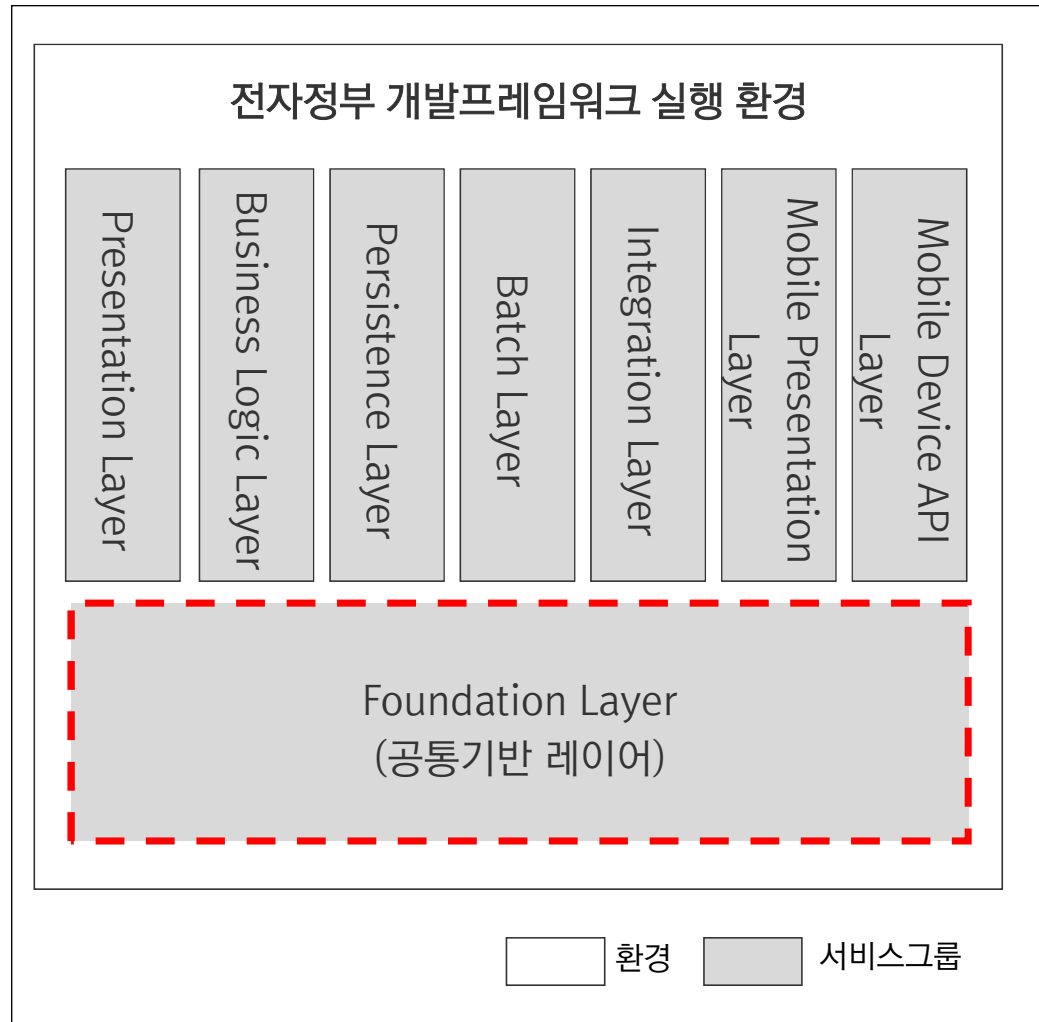 전자정부 개발프레임워크 실행 환경
Presentation Layer
Business Logic Layer
Persistence Layer
Batch Layer
Integration Layer
Mobile Presentation
Layer
Mobile Device API
Layer
Foundation Layer
(공통기반 레이어)
환경
서비스그룹